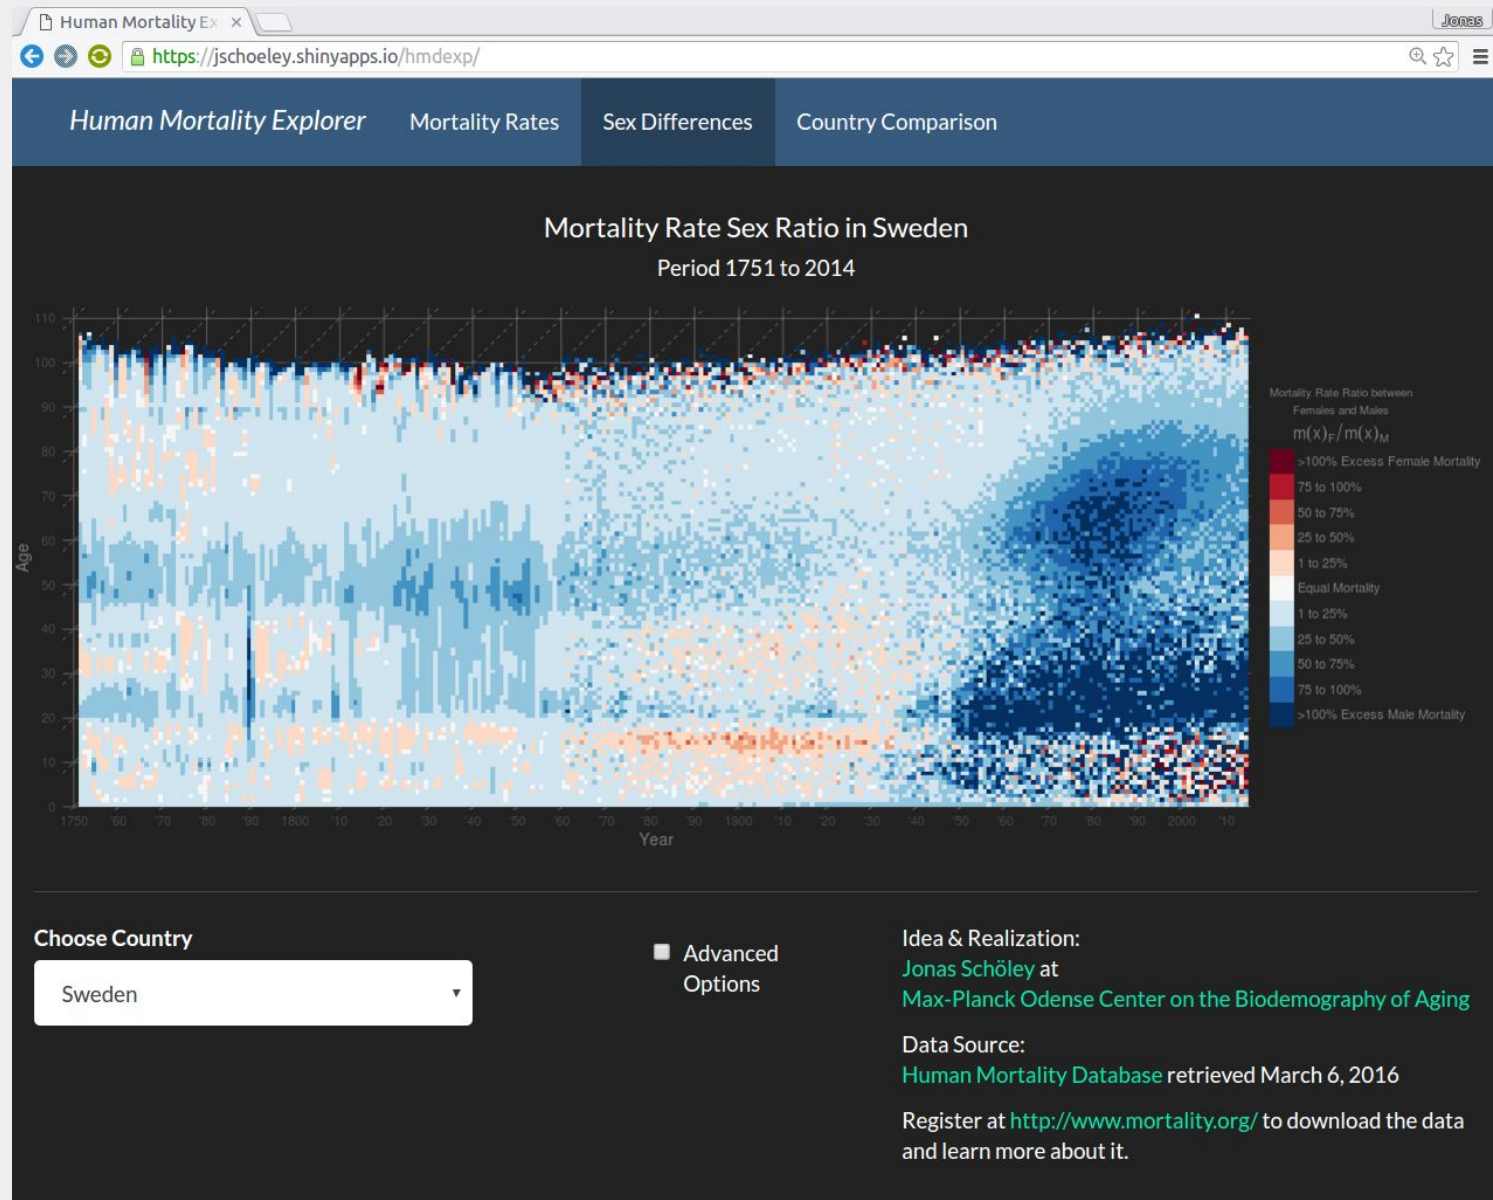 Human Mortality Ex
Jonas
https://jschoeley.shinyapps.io/hmdexp/
Human Mortality Explorer Mortality Rates Sex Differences Country Comparison
Mortality Rate Sex Ratio in Sweden
Period 1751 to 2014
110
100
90
80
70
60
50
40
30
20
10
0
Age
1750 '60 '70 '80 '90 1800 '10 '20 '30 '40 '50 '60 '70 '80 '90 1900 '10 '20 '30 '40 '50 '60 '70 '80 '90 2000 '10
Year
Mortality Rate Ratio between
Females and Males
m(x)F/m(x)M
>100% Excess Female Mortality
75 to 100%
50 to 75%
25 to 50%
1 to 25%
Equal Mortality
1 to 25%
25 to 50%
50 to 75%
75 to 100%
>100% Excess Male Mortality
Choose Country
Sweden
Advanced
Options
Idea & Realization:
Jonas Schöley at
Max-Planck Odense Center on the Biodemography of Aging
Data Source:
Human Mortality Database retrieved March 6, 2016
Register at http://www.mortality.org/ to download the data
and learn more about it.